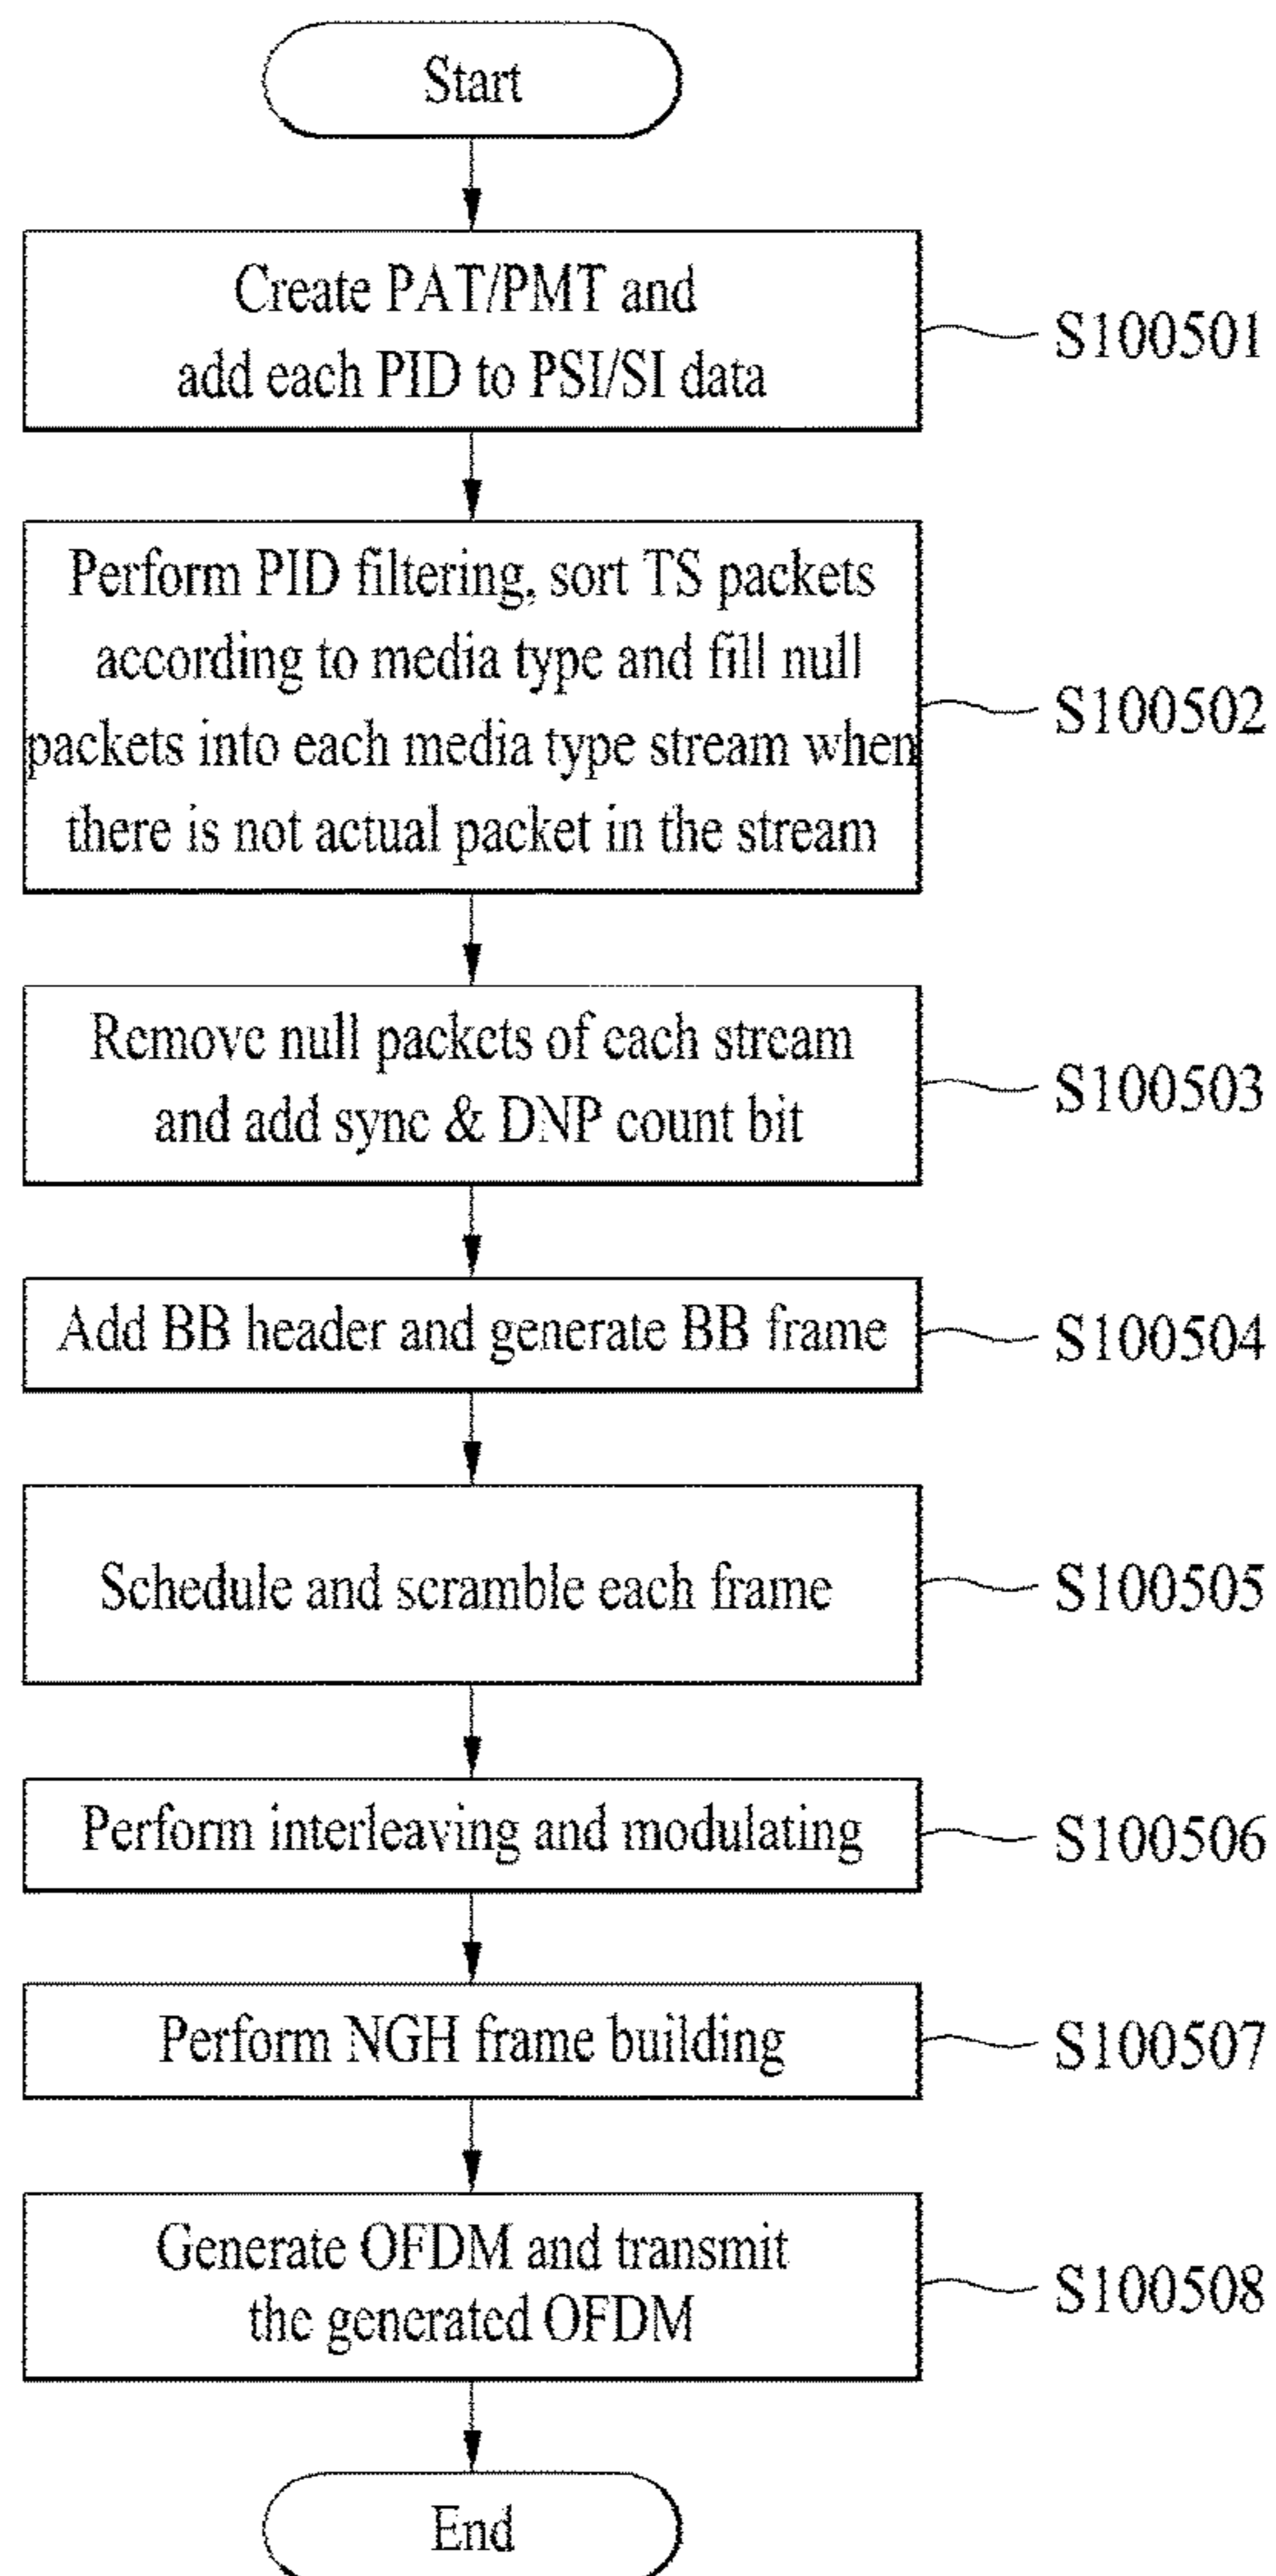 Start
Create PAT/PMT and
add each PID to PSI/SI data
S100501
Perform PID filtering, sort TS packets
according to media type and fill null
packets into each media type stream when
there is not actual packet in the stream
S100502
Remove null packets of each stream
and add sync & DNP count bit
S100503
Add BB header and generate BB frame
S100504
Schedule and scramble each frame
S100505
Perform interleaving and modulating
S100506
Perform NGH frame building
S100507
Generate OFDM and transmit
the generated OFDM
S100508
End